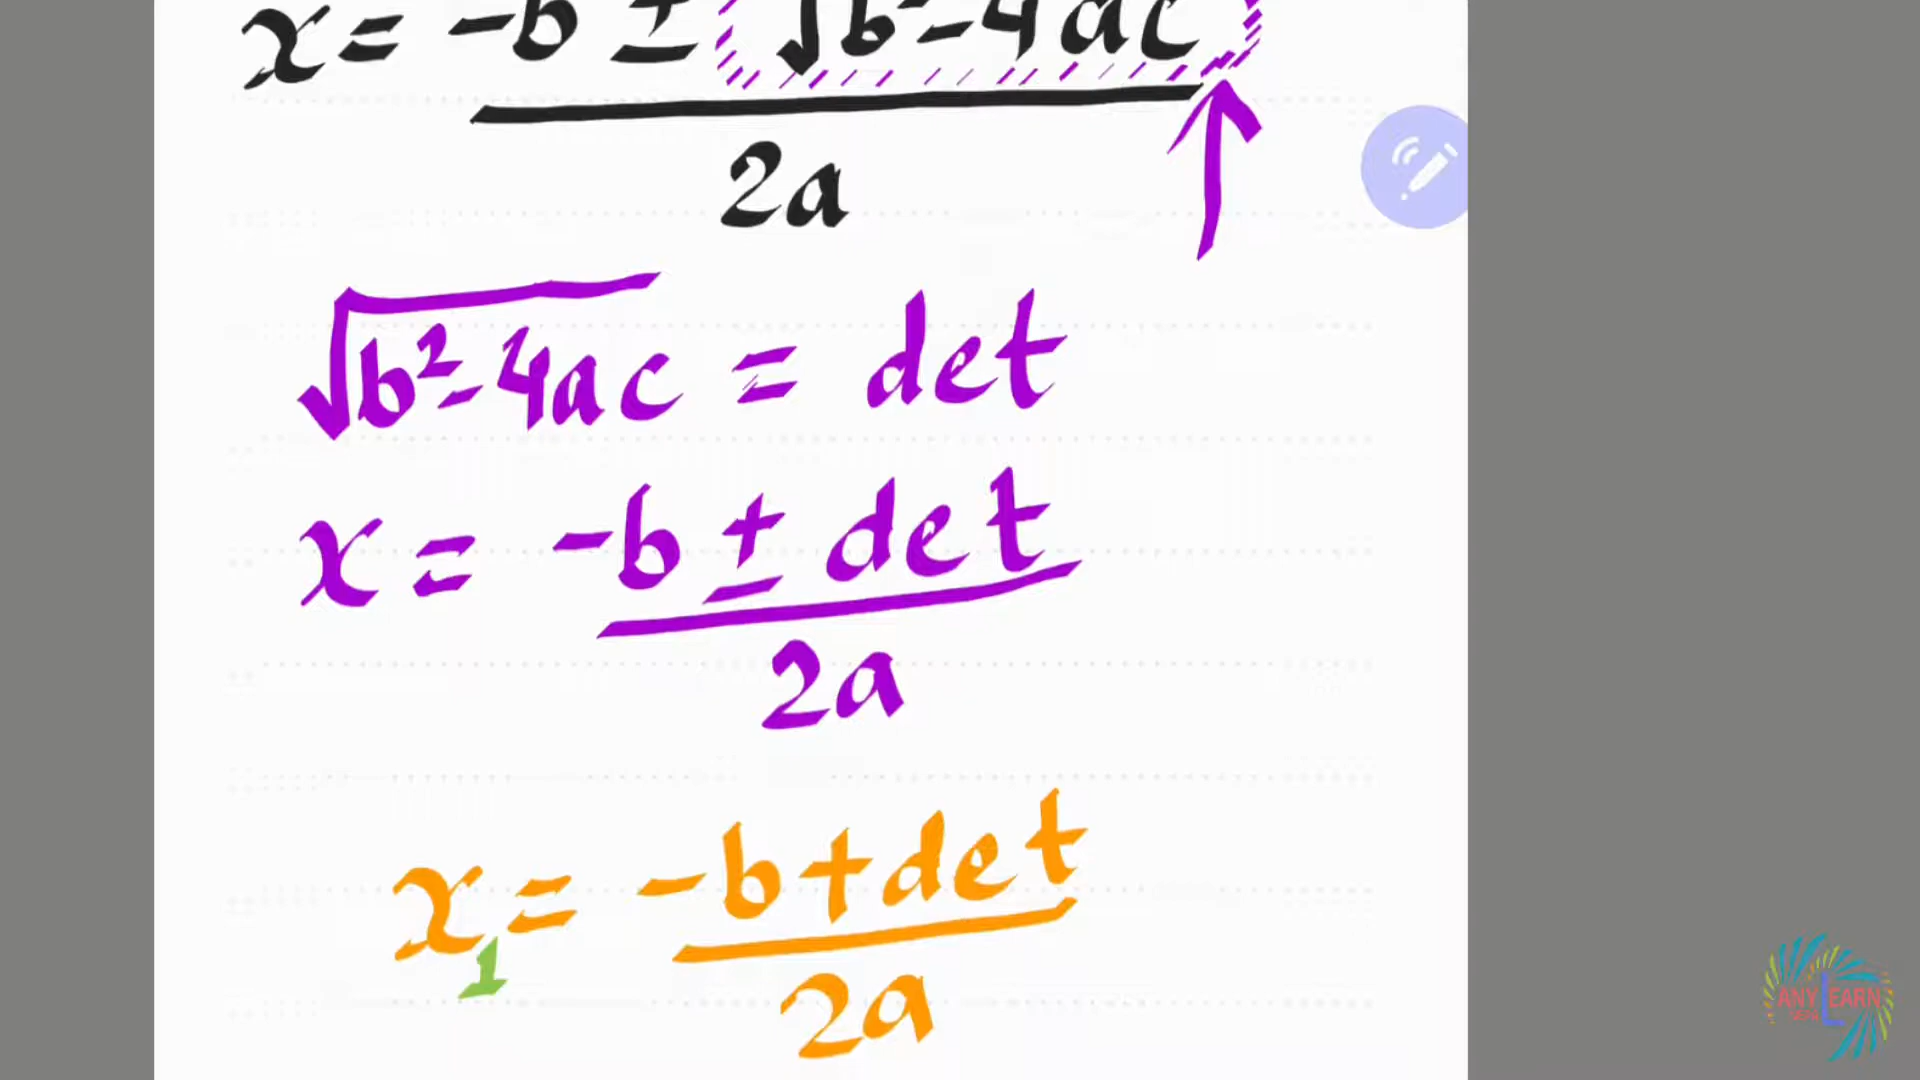 x = -b ± √b²-4ac
2a
√b²-4ac = det
x = -b ± det
2a
x₁ = -b+det
2a
ANY LEARN